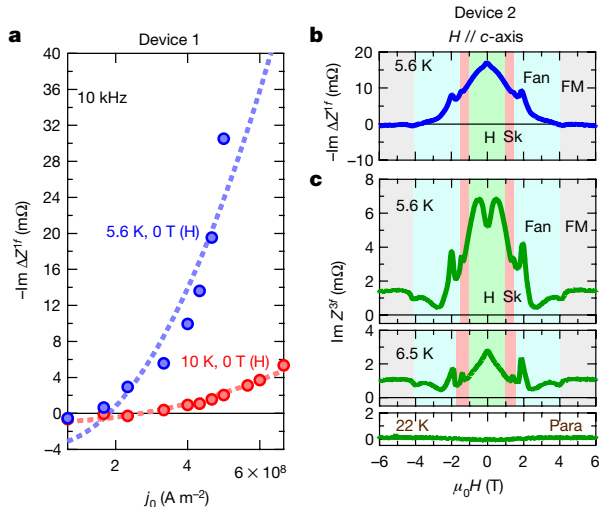 a
Device 1
−Im ΔZ¹ᶠ (mΩ)
40
36
32
28
24
20
16
12
8
4
0
−4
10 kHz
5.6 K, 0 T (H)
10 K, 0 T (H)
2
4
6 × 10⁸
j₀ (A m⁻²)
Device 2
b
H // c-axis
−Im ΔZ¹ᶠ (mΩ)
20
10
0
−10
5.6 K
Fan
FM
H
Sk
c
Im Z³ᶠ (mΩ)
8
6
4
2
0
5.6 K
Fan
FM
H
Sk
4
2
0
6.5 K
1
0
22 K
Para
−6
−4
−2
0
2
4
6
μ₀H (T)